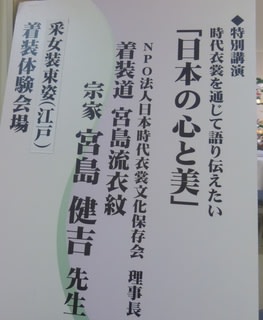 ◆特別講演
時代衣裳を通じて語り伝えたい
「日本の心と美」
NPO法人日本時代衣裳文化保存会 理事長
着装道 宮島流衣紋
宗家 宮島 健吉 先生
采女装束姿(江戸)
着装体験会場